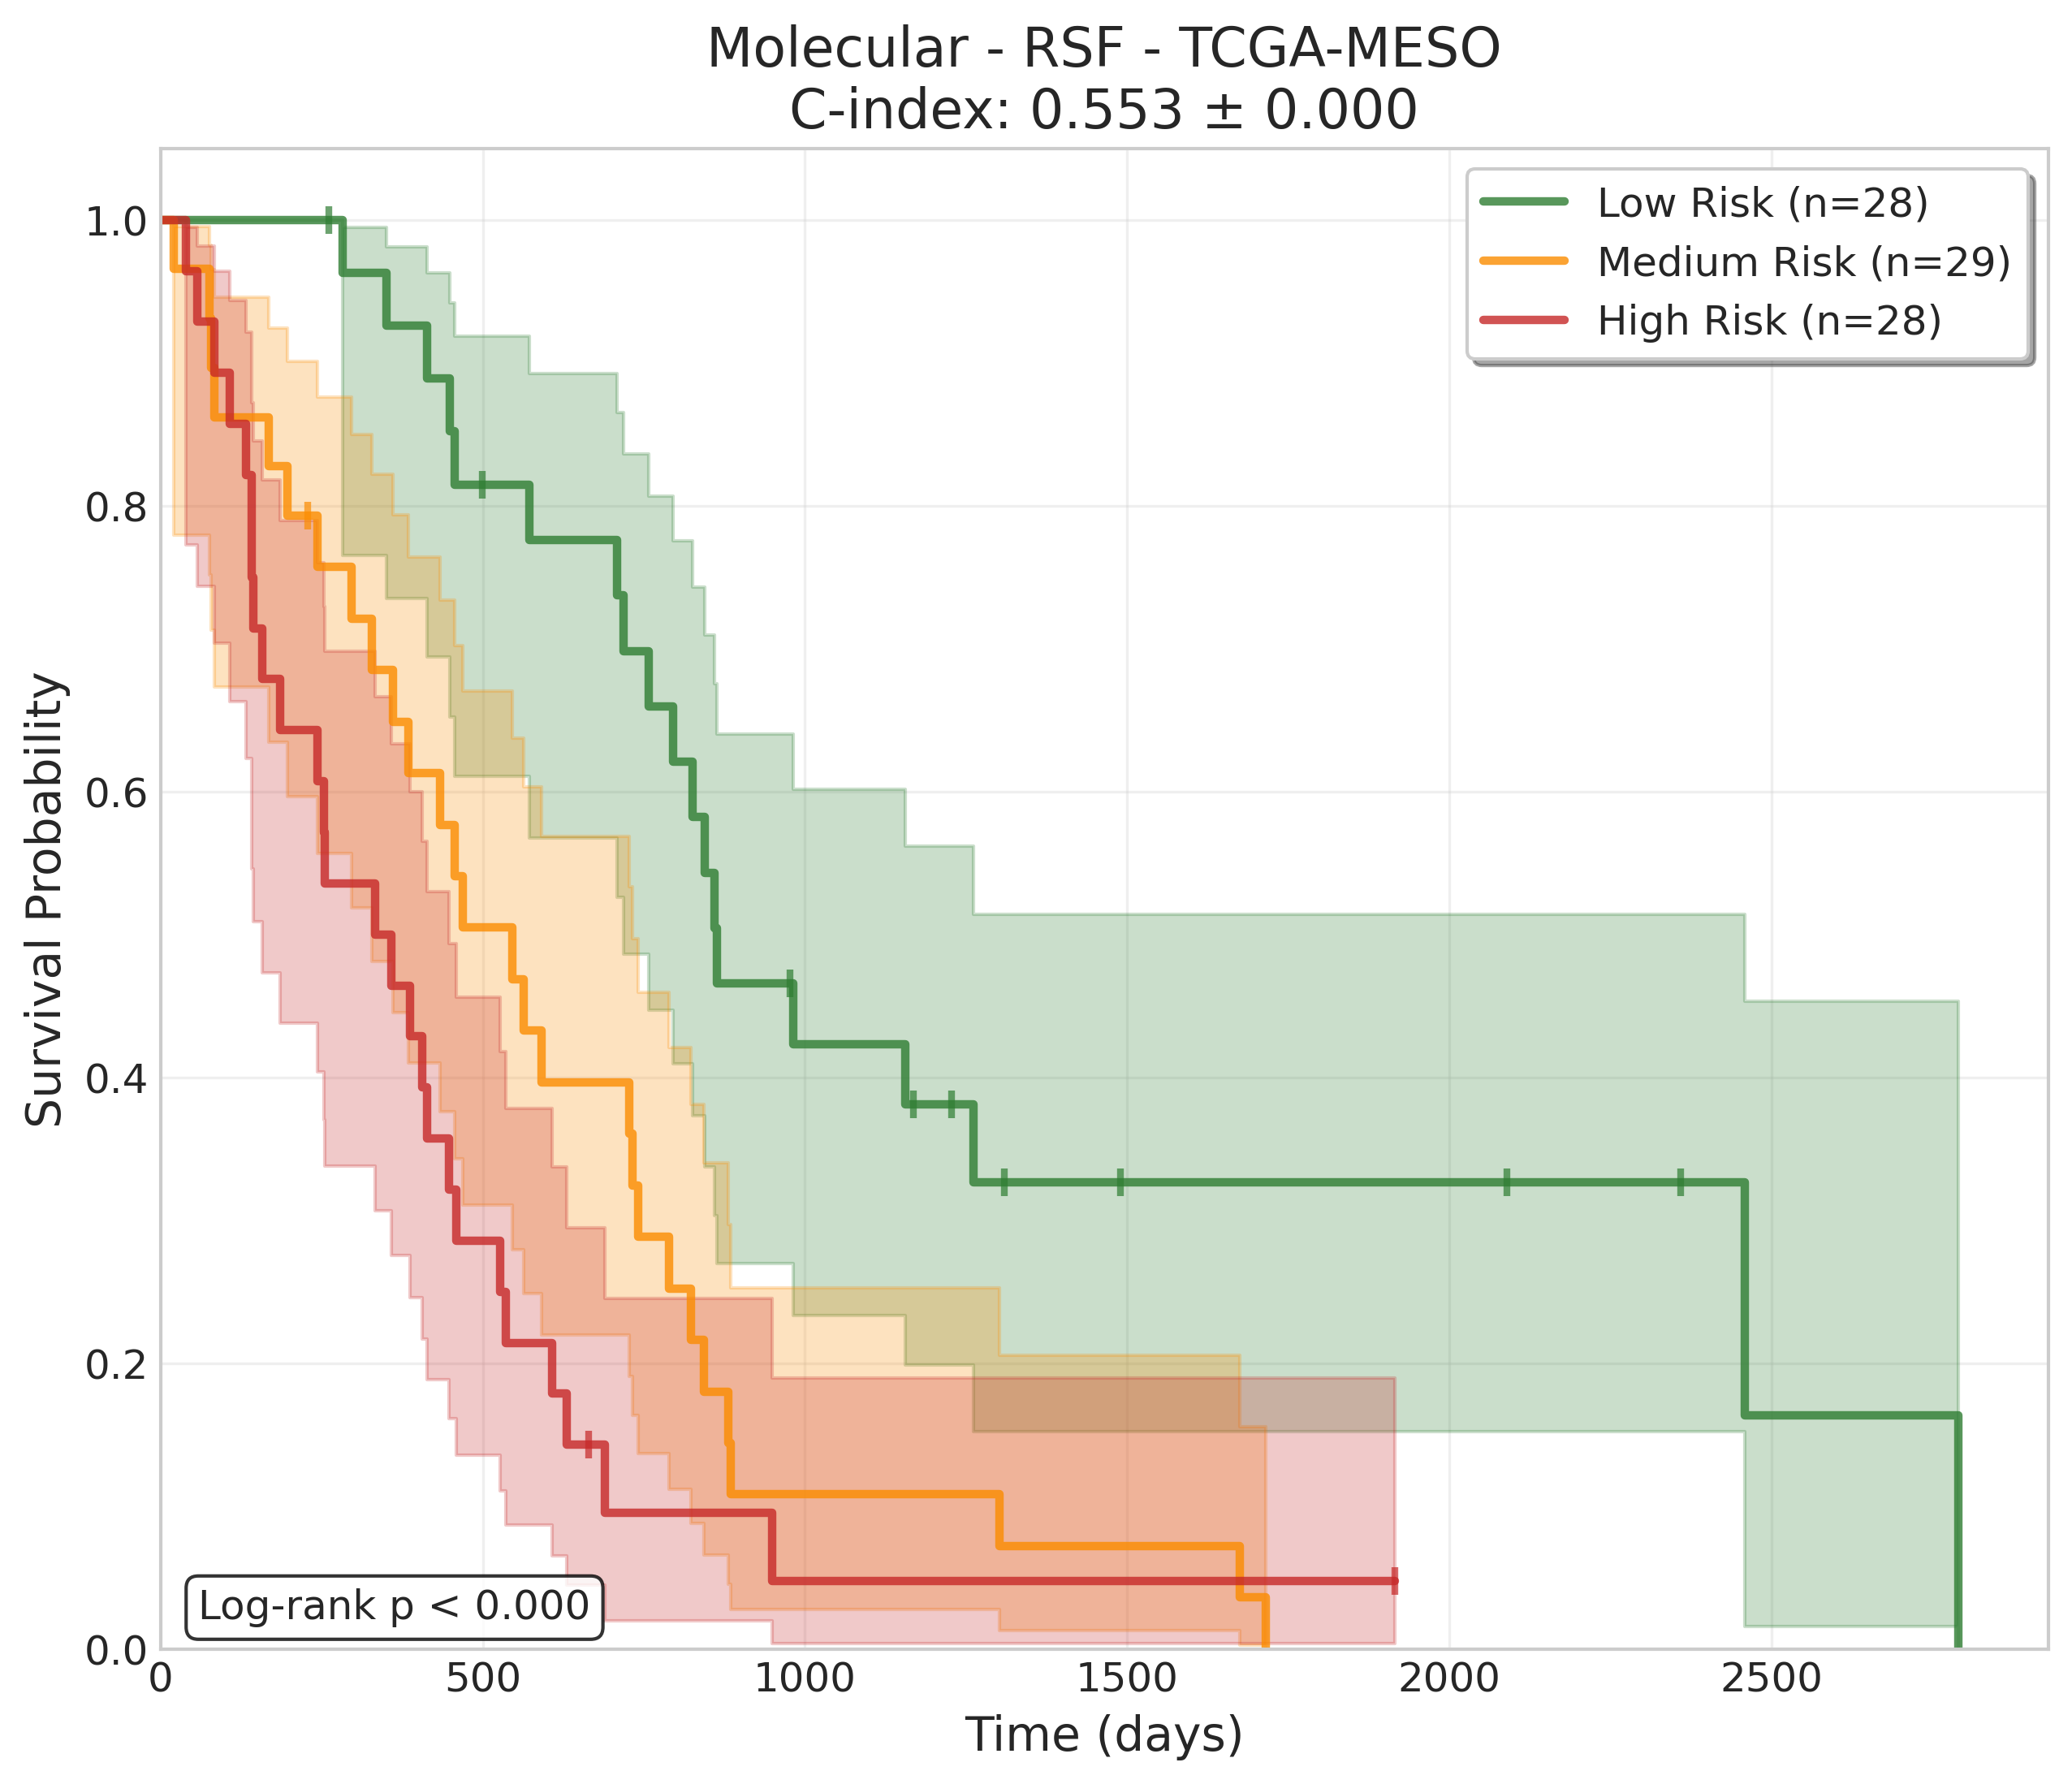 Molecular - RSF - TCGA-MESO
C-index: 0.553 ± 0.000
Low Risk (n=28)
Medium Risk (n=29)
High Risk (n=28)
Survival Probability
1.0
0.8
0.6
0.4
0.2
0.0
Log-rank p < 0.000
0 500 1000 1500 2000 2500
Time (days)